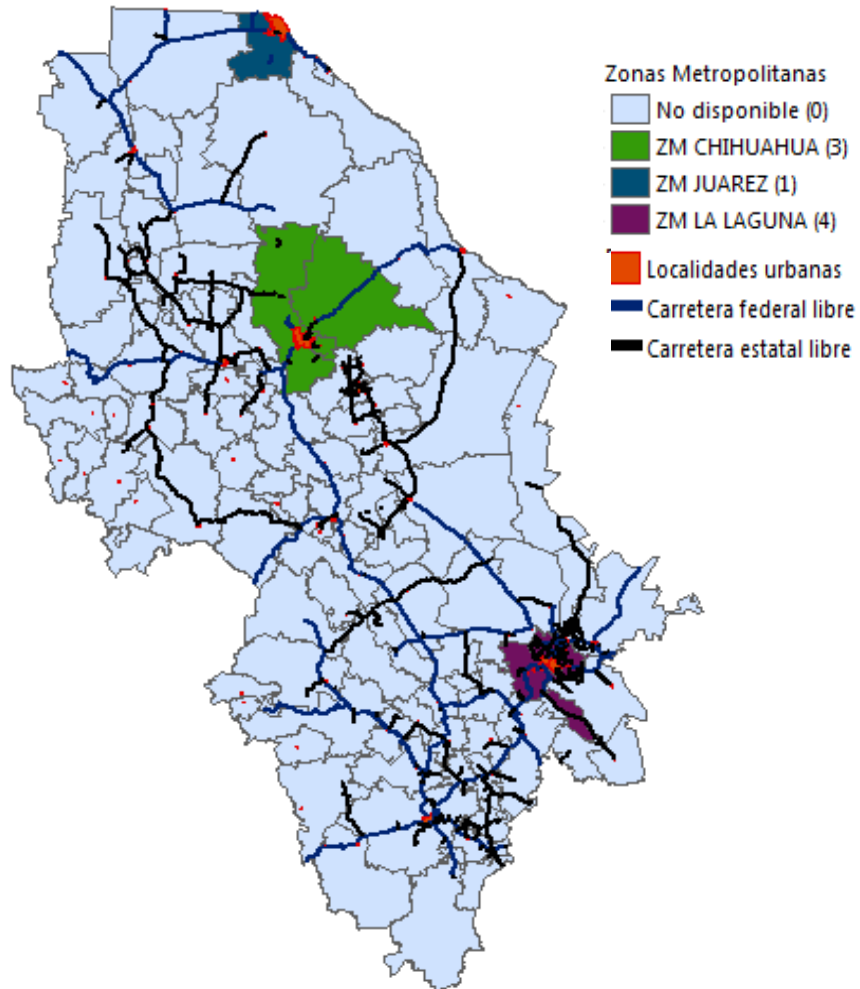 Zonas Metropolitanas
No disponible (0)
ZM CHIHUAHUA (3)
ZM JUAREZ (1)
ZM LA LAGUNA (4)
Localidades urbanas
Carretera federal libre
Carretera estatal libre